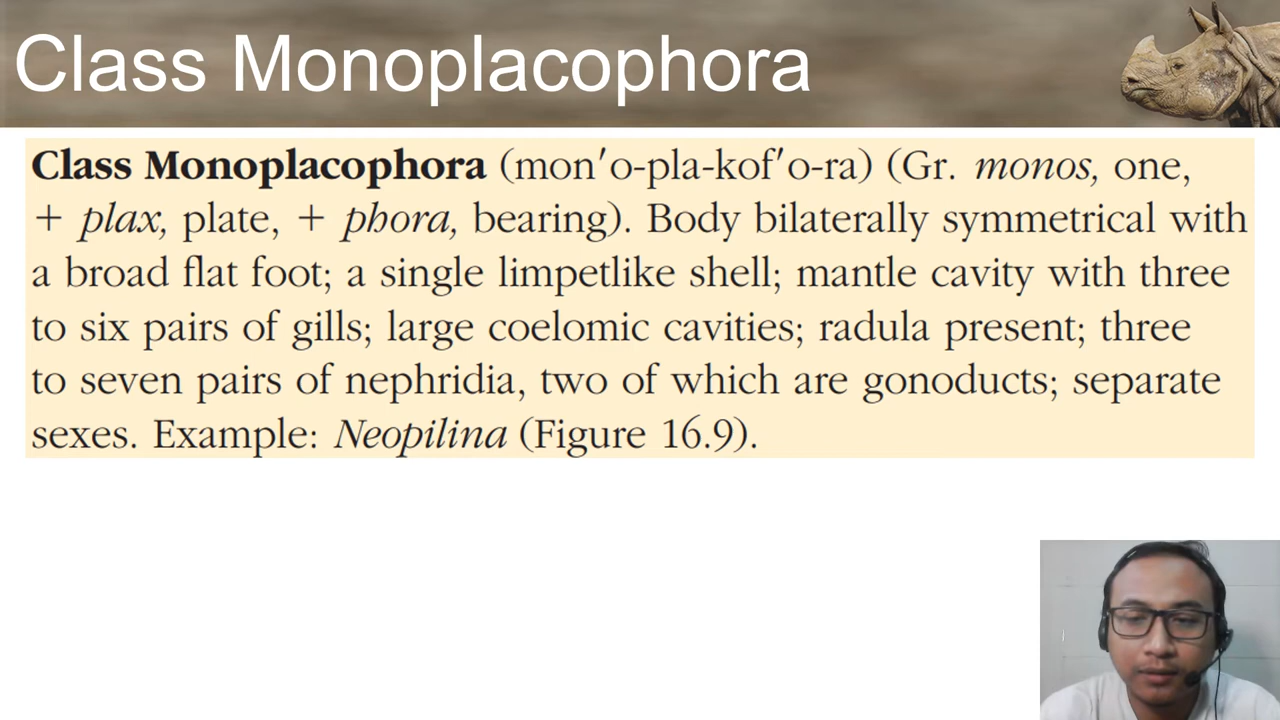 Class Monoplacophora
Class Monoplacophora (mon′o-pla-kof′o-ra) (Gr. monos, one,
+ plax, plate, + phora, bearing). Body bilaterally symmetrical with
a broad flat foot; a single limpetlike shell; mantle cavity with three
to six pairs of gills; large coelomic cavities; radula present; three
to seven pairs of nephridia, two of which are gonoducts; separate
sexes. Example: Neopilina (Figure 16.9).